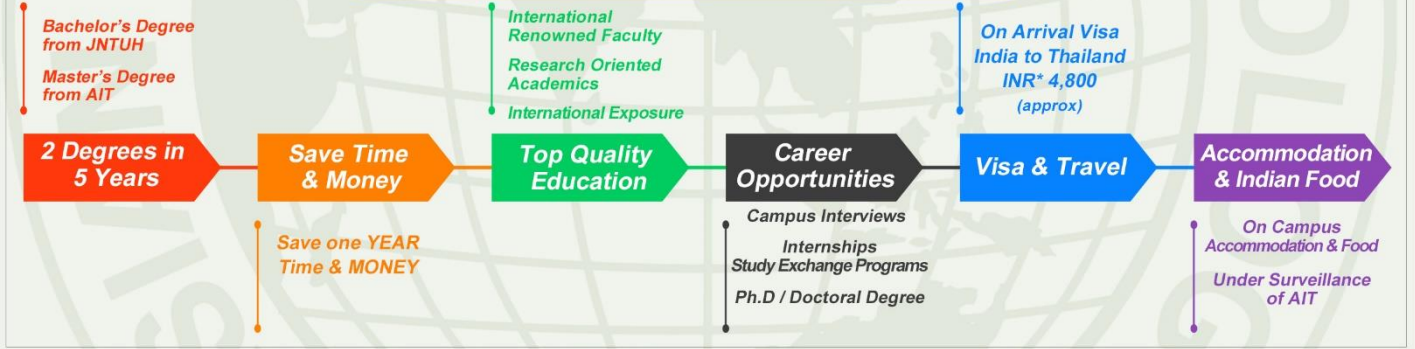 Bachelor's Degree
from JNTUH
Master's Degree
from AIT
2 Degrees in
5 Years
Save Time
& Money
Save one YEAR
Time & MONEY
International
Renowned Faculty
Research Oriented
Academics
International Exposure
Top Quality
Education
Career
Opportunities
Campus Interviews
Internships
Study Exchange Programs
Ph.D / Doctoral Degree
On Arrival Visa
India to Thailand
INR* 4,800
(approx)
Visa & Travel
Accommodation
& Indian Food
On Campus
Accommodation & Food
Under Surveillance
of AIT